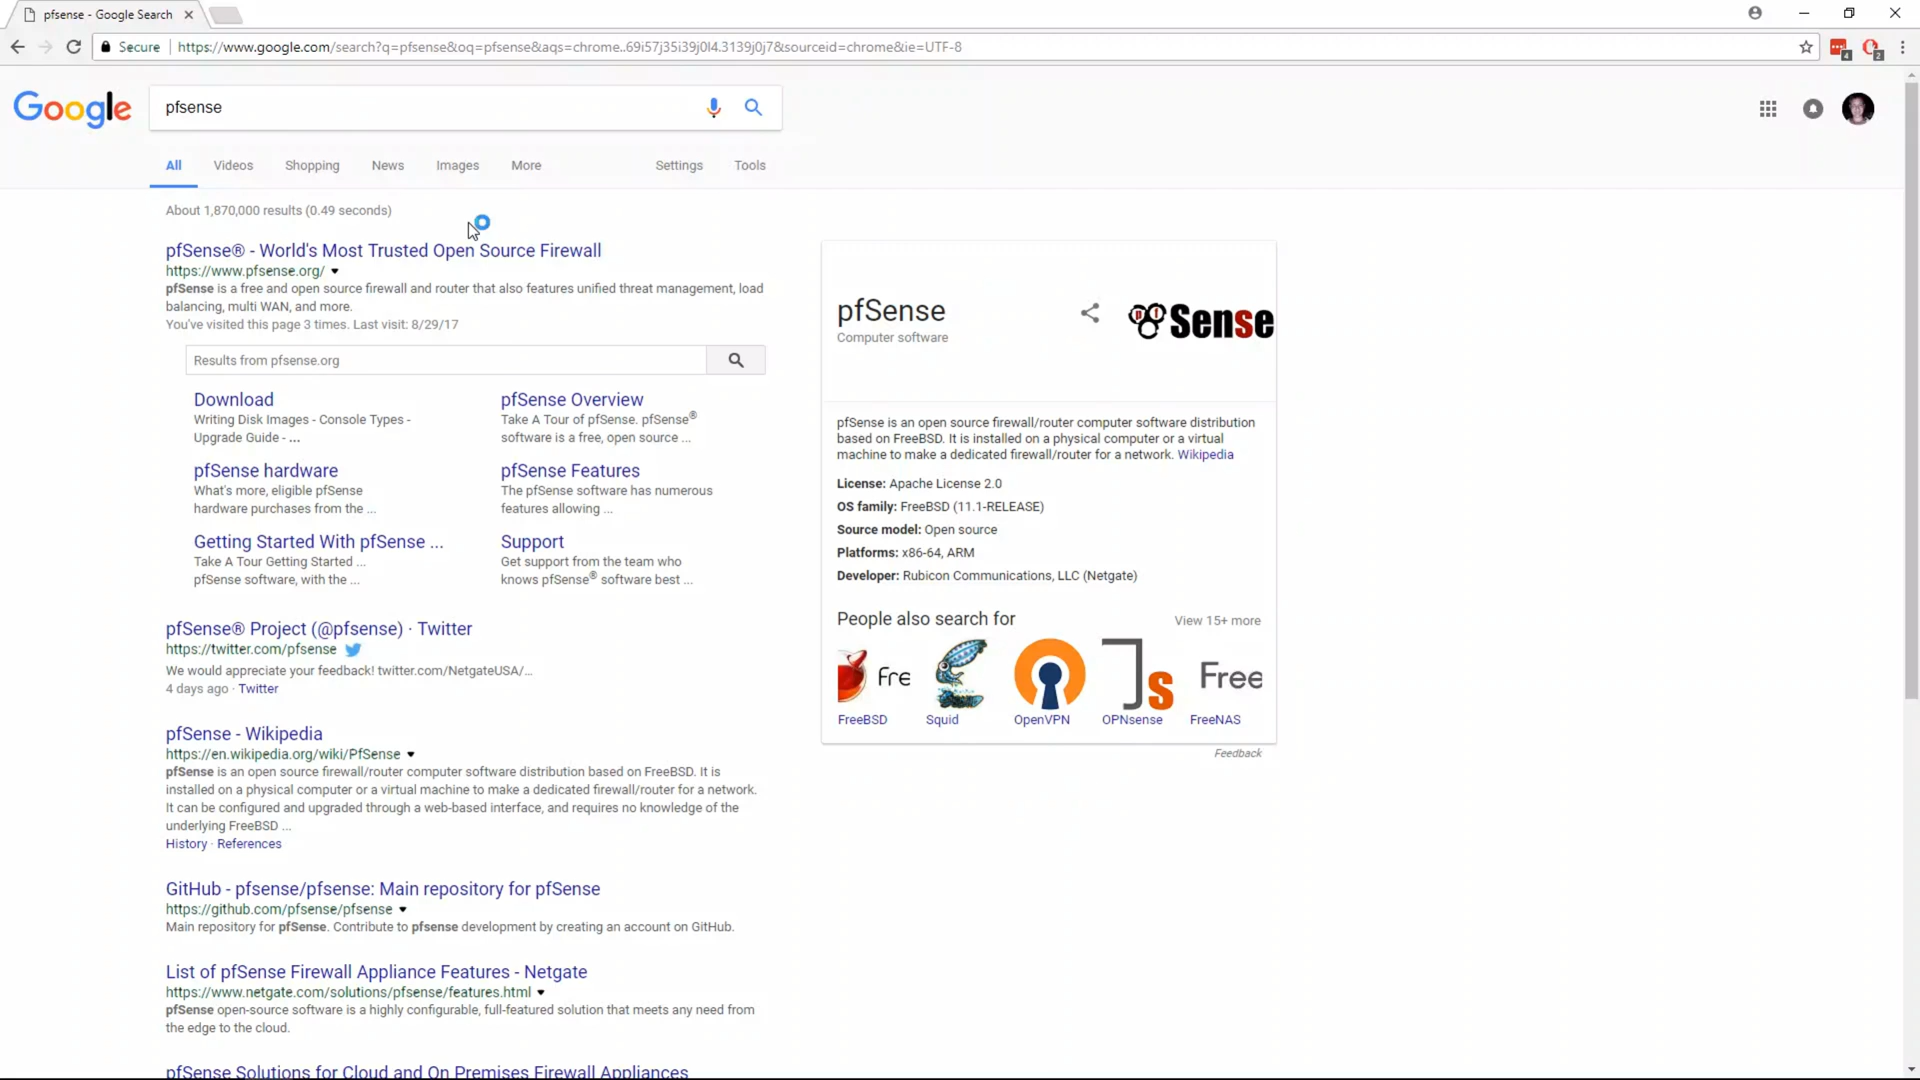 pfsense - Google Search
Secure https://www.google.com/search?q=pfsense&oq=pfsense&aqs=chrome..69i57j35i39j0l4.3139j0j7&sourceid=chrome&ie=UTF-8
4
2
Google
pfsense
All Videos Shopping News Images More Settings Tools
About 1,870,000 results (0.49 seconds)
pfSense® - World's Most Trusted Open Source Firewall
https://www.pfsense.org/
pfSense is a free and open source firewall and router that also features unified threat management, load
balancing, multi WAN, and more.
You've visited this page 3 times. Last visit: 8/29/17
Results from pfsense.org
Download
Writing Disk Images - Console Types -
Upgrade Guide - ...
pfSense Overview
Take A Tour of pfSense. pfSense®
software is a free, open source ...
pfSense hardware
What's more, eligible pfSense
hardware purchases from the ...
pfSense Features
The pfSense software has numerous
features allowing ...
Getting Started With pfSense ...
Take A Tour Getting Started ...
pfSense software, with the ...
Support
Get support from the team who
knows pfSense® software best ...
pfSense® Project (@pfsense) · Twitter
https://twitter.com/pfsense
We would appreciate your feedback! twitter.com/NetgateUSA/...
4 days ago · Twitter
pfSense - Wikipedia
https://en.wikipedia.org/wiki/PfSense
pfSense is an open source firewall/router computer software distribution based on FreeBSD. It is
installed on a physical computer or a virtual machine to make a dedicated firewall/router for a network.
It can be configured and upgraded through a web-based interface, and requires no knowledge of the
underlying FreeBSD ...
History · References
GitHub - pfsense/pfsense: Main repository for pfSense
https://github.com/pfsense/pfsense
Main repository for pfSense. Contribute to pfsense development by creating an account on GitHub.
List of pfSense Firewall Appliance Features - Netgate
https://www.netgate.com/solutions/pfsense/features.html
pfSense open-source software is a highly configurable, full-featured solution that meets any need from
the edge to the cloud.
pfSense Solutions for Cloud and On Premises Firewall Appliances
pfSense
Computer software
pf Sense
pfSense is an open source firewall/router computer software distribution
based on FreeBSD. It is installed on a physical computer or a virtual
machine to make a dedicated firewall/router for a network. Wikipedia
License: Apache License 2.0
OS family: FreeBSD (11.1-RELEASE)
Source model: Open source
Platforms: x86-64, ARM
Developer: Rubicon Communications, LLC (Netgate)
People also search for
View 15+ more
Fre
Free
FreeBSD Squid OpenVPN OPNsense FreeNAS
Feedback